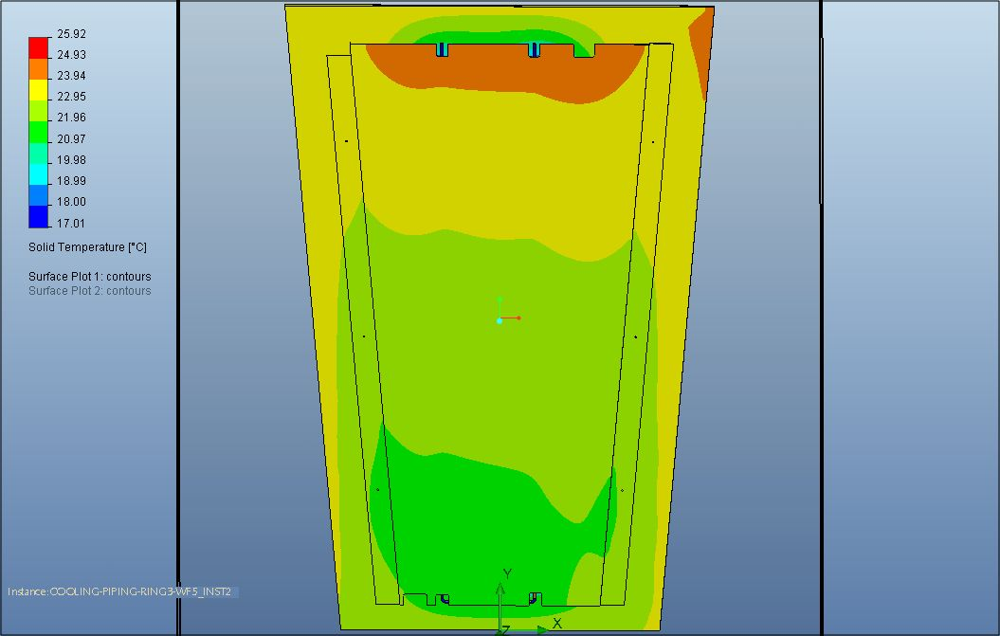 25.92
24.93
23.94
22.95
21.96
20.97
19.98
18.99
18.00
17.01
Solid Temperature [°C]
Surface Plot 1: contours
Surface Plot 2: contours
Instance:COOLING-PIPING-RING3-WF5_INST2
Y
X
Z